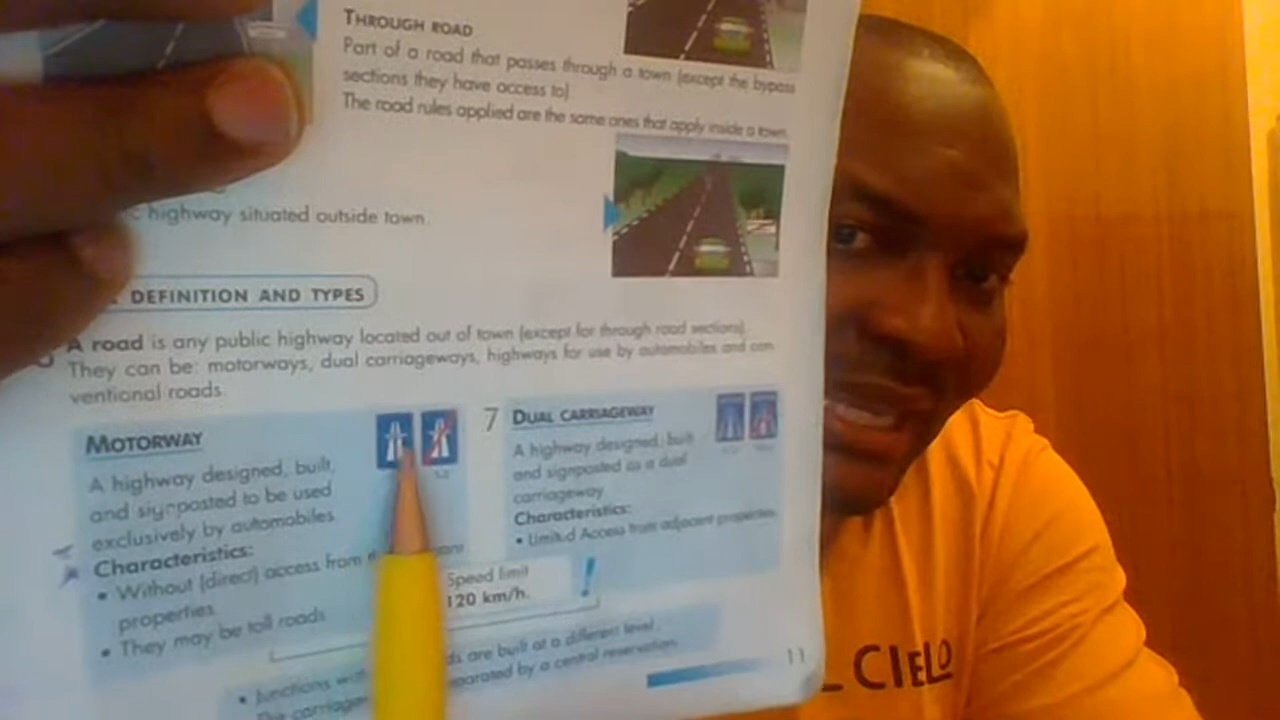 THROUGH ROAD
Part of a road that passes through a town (except the bypass
sections they have access to)
The road rules applied are the same ones that apply inside a town.
highway situated outside town.
DEFINITION AND TYPES
A road is any public highway located out of town (except for through road sections).
They can be: motorways, dual carriageways, highways for use by automobiles and con-
ventional roads.
MOTORWAY
A highway designed, built,
and signposted to be used
exclusively by automobiles
Characteristics:
• Without (direct) access from
properties
• They may be toll roads
7 DUAL CARRIAGEWAY
A highway designed, built
and signposted as a dual
carriageway
Characteristics:
• Limited Access from adjacent properties
Speed limit
120 km/h.
!
• Junctions are built at a different level.
The separated by a central reservation.
11
CIELO